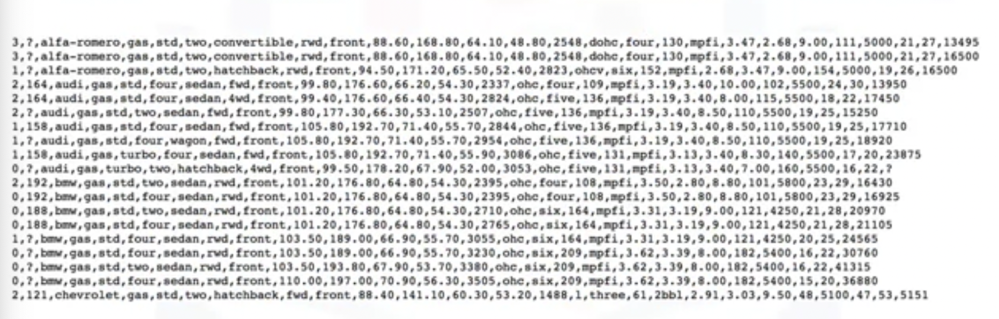 3,?,alfa-romero,gas,std,two,convertible,rwd,front,88.60,168.80,64.10,48.80,2548,dohc,four,130,mpfi,3.47,2.68,9.00,111,5000,21,27,13495
3,?,alfa-romero,gas,std,two,convertible,rwd,front,88.60,168.80,64.10,48.80,2548,dohc,four,130,mpfi,3.47,2.68,9.00,111,5000,21,27,16500
1,?,alfa-romero,gas,std,two,hatchback,rwd,front,94.50,171.20,65.50,52.40,2823,ohcv,six,152,mpfi,2.68,3.47,9.00,154,5000,19,26,16500
2,164,audi,gas,std,four,sedan,fwd,front,99.80,176.60,66.20,54.30,2337,ohc,four,109,mpfi,3.19,3.40,10.00,102,5500,24,30,13950
2,164,audi,gas,std,four,sedan,4wd,front,99.40,176.60,66.40,54.30,2824,ohc,five,136,mpfi,3.19,3.40,8.00,115,5500,18,22,17450
2,?,audi,gas,std,two,sedan,fwd,front,99.80,177.30,66.30,53.10,2507,ohc,five,136,mpfi,3.19,3.40,8.50,110,5500,19,25,15250
1,158,audi,gas,std,four,sedan,fwd,front,105.80,192.70,71.40,55.70,2844,ohc,five,136,mpfi,3.19,3.40,8.50,110,5500,19,25,17710
1,?,audi,gas,std,four,wagon,fwd,front,105.80,192.70,71.40,55.70,2954,ohc,five,136,mpfi,3.19,3.40,8.50,110,5500,19,25,18920
1,158,audi,gas,turbo,four,sedan,fwd,front,105.80,192.70,71.40,55.90,3086,ohc,five,131,mpfi,3.13,3.40,8.30,140,5500,17,20,23875
0,?,audi,gas,turbo,two,hatchback,4wd,front,99.50,178.20,67.90,52.00,3053,ohc,five,131,mpfi,3.13,3.40,7.00,160,5500,16,22,?
2,192,bmw,gas,std,two,sedan,rwd,front,101.20,176.80,64.80,54.30,2395,ohc,four,108,mpfi,3.50,2.80,8.80,101,5800,23,29,16430
0,192,bmw,gas,std,four,sedan,rwd,front,101.20,176.80,64.80,54.30,2395,ohc,four,108,mpfi,3.50,2.80,8.80,101,5800,23,29,16925
0,188,bmw,gas,std,two,sedan,rwd,front,101.20,176.80,64.80,54.30,2710,ohc,six,164,mpfi,3.31,3.19,9.00,121,4250,21,28,20970
0,188,bmw,gas,std,four,sedan,rwd,front,101.20,176.80,64.80,54.30,2765,ohc,six,164,mpfi,3.31,3.19,9.00,121,4250,21,28,21105
1,?,bmw,gas,std,four,sedan,rwd,front,103.50,189.00,66.90,55.70,3055,ohc,six,164,mpfi,3.31,3.19,9.00,121,4250,20,25,24565
0,?,bmw,gas,std,four,sedan,rwd,front,103.50,189.00,66.90,55.70,3230,ohc,six,209,mpfi,3.62,3.39,8.00,182,5400,16,22,30760
0,?,bmw,gas,std,two,sedan,rwd,front,103.50,193.80,67.90,53.70,3380,ohc,six,209,mpfi,3.62,3.39,8.00,182,5400,16,22,41315
0,?,bmw,gas,std,four,sedan,rwd,front,110.00,197.00,70.90,56.30,3505,ohc,six,209,mpfi,3.62,3.39,8.00,182,5400,15,20,36880
2,121,chevrolet,gas,std,two,hatchback,fwd,front,88.40,141.10,60.30,53.20,1488,l,three,61,2bbl,2.91,3.03,9.50,48,5100,47,53,5151